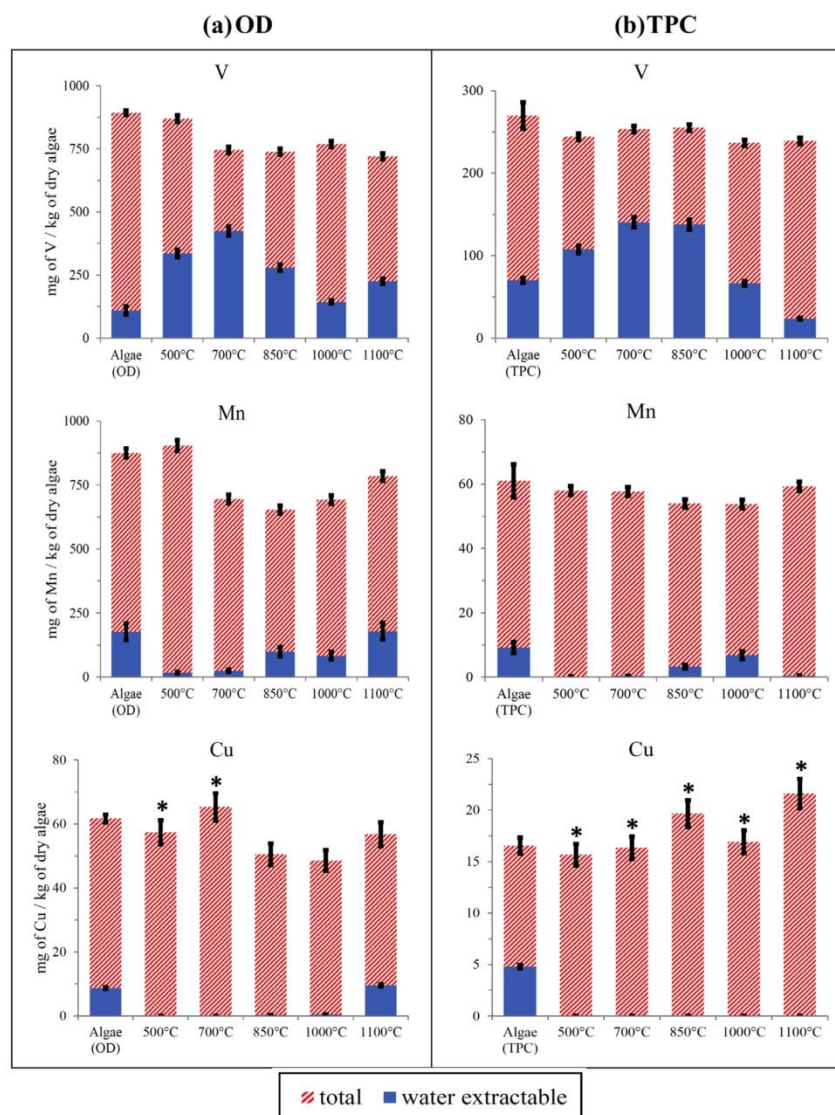 (a) OD
(b) TPC
V
mg of V / kg of dry algae
1000
750
500
250
0
Algae (OD) 500°C 700°C 850°C 1000°C 1100°C
V
300
200
100
0
Algae (TPC) 500°C 700°C 850°C 1000°C 1100°C
Mn
mg of Mn / kg of dry algae
1000
750
500
250
0
Algae (OD) 500°C 700°C 850°C 1000°C 1100°C
Mn
80
60
40
20
0
Algae (TPC) 500°C 700°C 850°C 1000°C 1100°C
Cu
mg of Cu / kg of dry algae
80
60
40
20
0
* *
Algae (OD) 500°C 700°C 850°C 1000°C 1100°C
Cu
25
20
15
10
5
0
* * * * *
Algae (TPC) 500°C 700°C 850°C 1000°C 1100°C
total water extractable